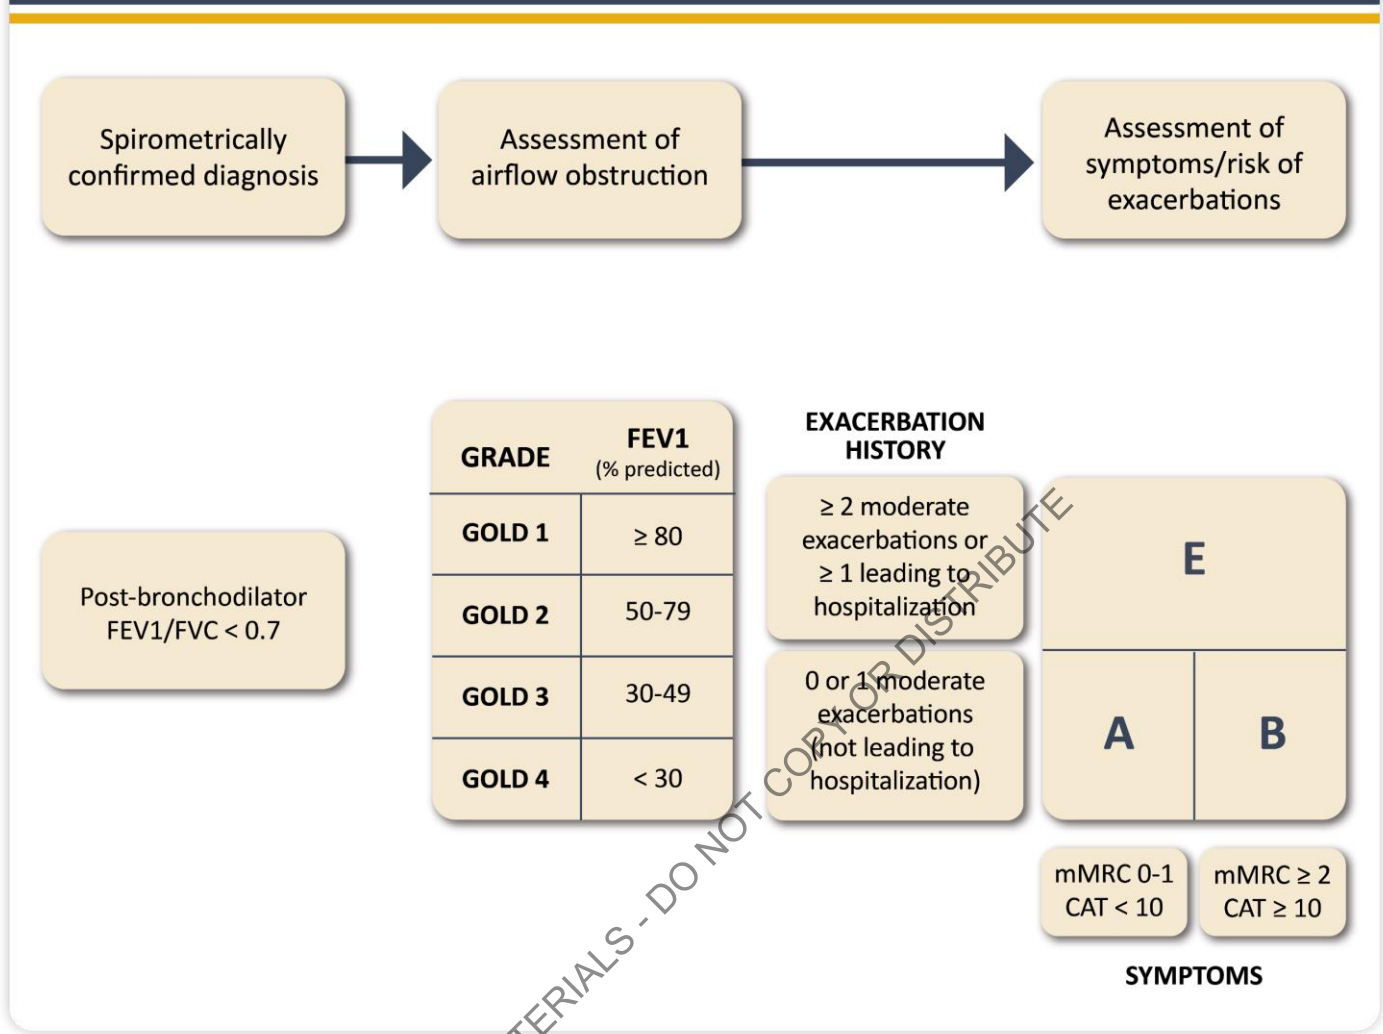 Spirometrically
confirmed diagnosis
Assessment of
airflow obstruction
Assessment of
symptoms/risk of
exacerbations
Post-bronchodilator
FEV1/FVC < 0.7
GRADE
FEV1
(% predicted)
GOLD 1
≥ 80
GOLD 2
50-79
GOLD 3
30-49
GOLD 4
< 30
EXACERBATION
HISTORY
≥ 2 moderate
exacerbations or
≥ 1 leading to
hospitalization
0 or 1 moderate
exacerbations
(not leading to
hospitalization)
E
A
B
mMRC 0-1
CAT < 10
mMRC ≥ 2
CAT ≥ 10
SYMPTOMS
- DO NOT COPY OR DISTRIBUTE